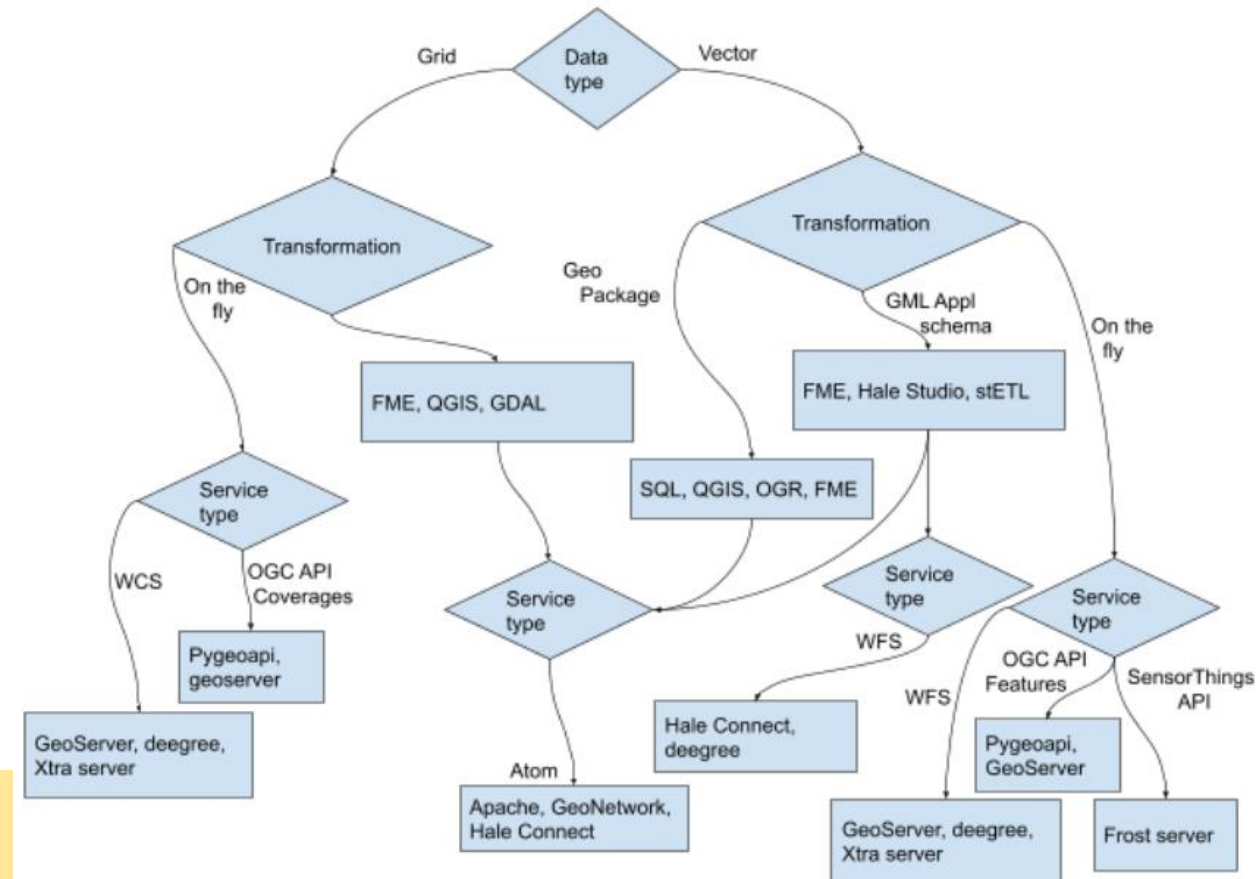 Data
type
Grid
Vector
Transformation
Transformation
On the
fly
Geo
Package
GML Appl
schema
On the
fly
FME, QGIS, GDAL
FME, Hale Studio, stETL
SQL, QGIS, OGR, FME
Service
type
Service
type
Service
type
Service
type
WCS
OGC API
Coverages
WFS
WFS
OGC API
Features
SensorThings
API
Pygeoapi,
geoserver
GeoServer, deegree,
Xtra server
Hale Connect,
deegree
Pygeoapi,
GeoServer
Atom
Apache, GeoNetwork,
Hale Connect
GeoServer, deegree,
Xtra server
Frost server